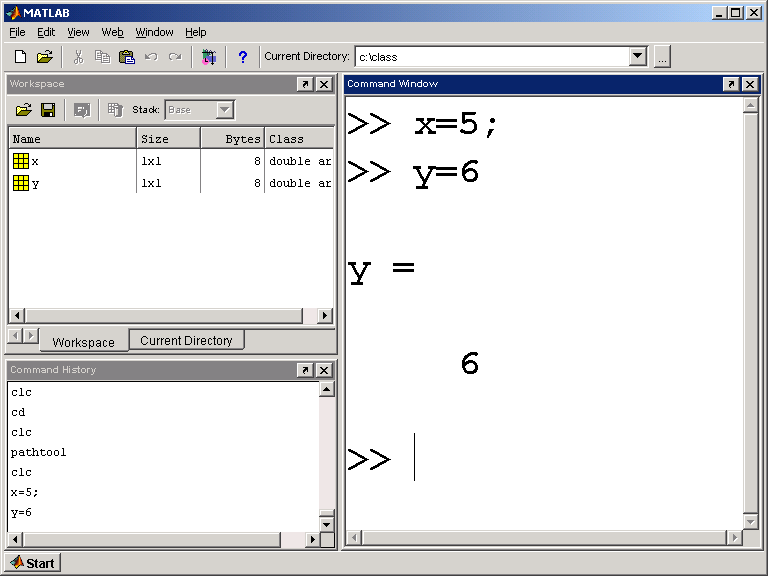 MATLAB
File Edit View Web Window Help
? Current Directory: c:\class ...
Workspace
Stack: Base
Name Size Bytes Class
x 1x1 8 double ar
y 1x1 8 double ar
Workspace Current Directory
Command History
clc
cd
clc
pathtool
clc
x=5;
y=6
Command Window
>> x=5;
>> y=6
y =
6
>>
Start